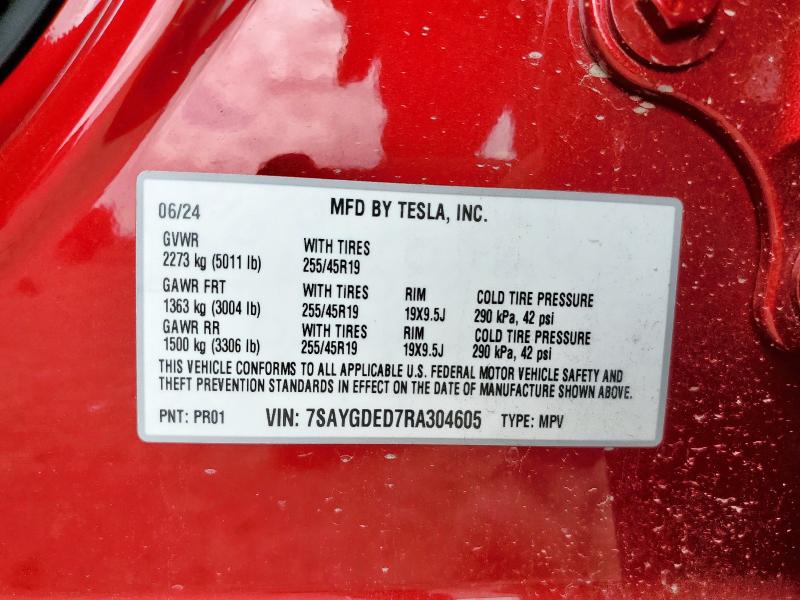 06/24 MFD BY TESLA, INC.
GVWR WITH TIRES
2273 kg (5011 lb) 255/45R19
GAWR FRT WITH TIRES RIM COLD TIRE PRESSURE
1363 kg (3004 lb) 255/45R19 19X9.5J 290 kPa, 42 psi
GAWR RR WITH TIRES RIM COLD TIRE PRESSURE
1500 kg (3306 lb) 255/45R19 19X9.5J 290 kPa, 42 psi
THIS VEHICLE CONFORMS TO ALL APPLICABLE U.S. FEDERAL MOTOR VEHICLE SAFETY AND
THEFT PREVENTION STANDARDS IN EFFECT ON THE DATE OF MANUFACTURE SHOWN ABOVE.
PNT: PR01 VIN: 7SAYGDED7RA304605 TYPE: MPV